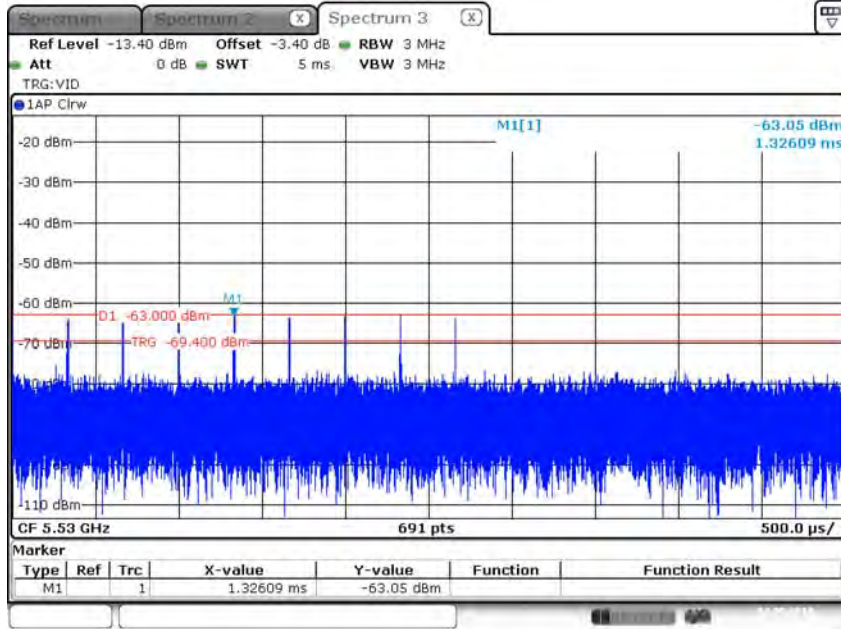 Spectrum Spectrum 2 X Spectrum 3 X
Ref Level -13.40 dBm Offset -3.40 dB RBW 3 MHz
Att 0 dB SWT 5 ms VBW 3 MHz
TRG:VID
1AP Clrw
M1[1] -63.05 dBm
1.32609 ms
-20 dBm
-30 dBm
-40 dBm
-50 dBm
-60 dBm
M1
D1 -63.000 dBm
-70 dBm
TRG -69.400 dBm
-110 dBm
CF 5.53 GHz 691 pts 500.0 µs/
Marker
Type Ref Trc X-value Y-value Function Function Result
M1 1 1.32609 ms -63.05 dBm